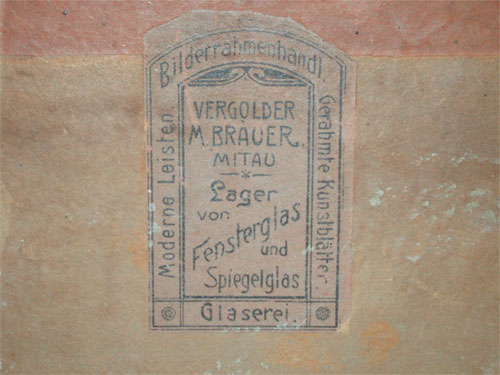 Bilderrahmenhandl.
Moderne Leisten
Gerahmte Kunstblätter.
VERGOLDER
M. BRAUER,
MITAU
Lager
von
Fensterglas
und
Spiegelglas
Glaserei.